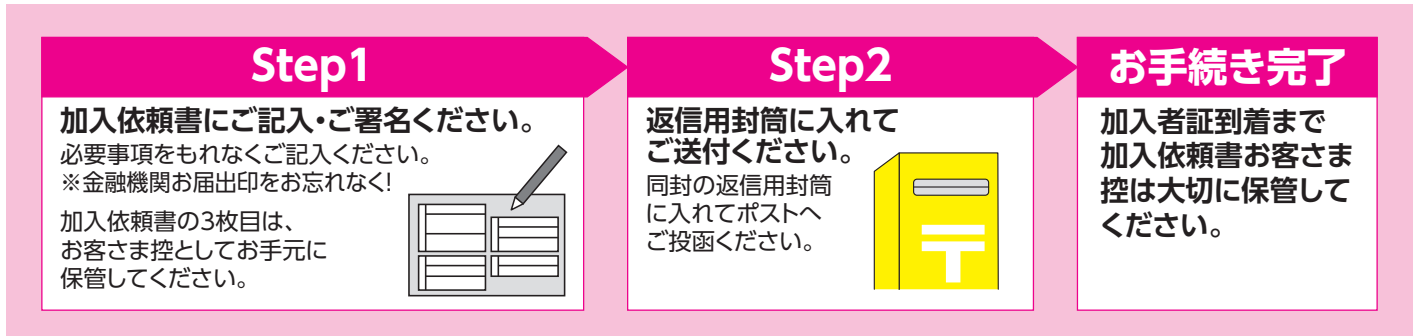 Step1
加入依頼書にご記入・ご署名ください。
必要事項をもれなくご記入ください。
※金融機関お届出印をお忘れなく!
加入依頼書の3枚目は、
お客さま控としてお手元に
保管してください。
Step2
返信用封筒に入れて
ご送付ください。
同封の返信用封筒
に入れてポストへ
ご投函ください。
お手続き完了
加入者証到着まで
加入依頼書お客さま
控は大切に保管して
ください。